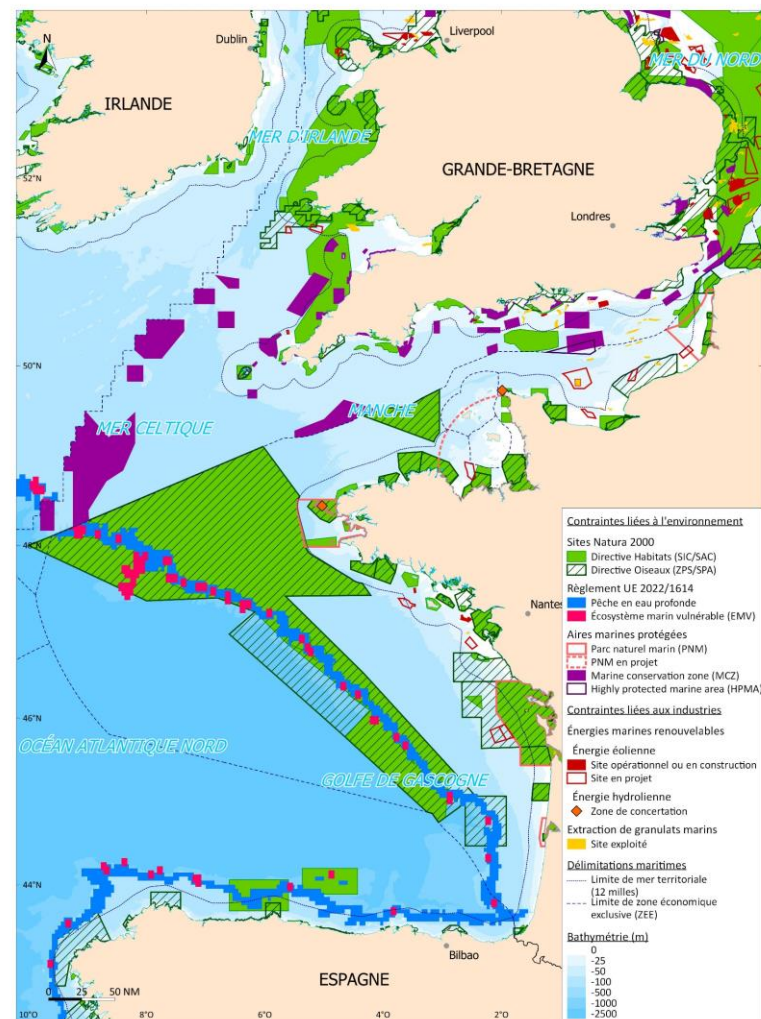 N
Dublin
Liverpool
MER DU NORD
IRLANDE
MER D'IRLANDE
GRANDE-BRETAGNE
52°N
Londres
50°N
MANCHE
MER CELTIQUE
48°N
Nantes
46°N
OCÉAN ATLANTIQUE NORD
GOLFE DE GASCOGNE
44°N
Bilbao
ESPAGNE
0 25 50 NM
10°O
8°O
6°O
4°O
2°O
0°
Contraintes liées à l'environnement
Sites Natura 2000
Directive Habitats (SIC/SAC)
Directive Oiseaux (ZPS/SPA)
Règlement UE 2022/1614
Pêche en eau profonde
Écosystème marin vulnérable (EMV)
Aires marines protégées
Parc naturel marin (PNM)
PNM en projet
Marine conservation zone (MCZ)
Highly protected marine area (HPMA)
Contraintes liées aux industries
Énergies marines renouvelables
Énergie éolienne
Site opérationnel ou en construction
Site en projet
Énergie hydrolienne
Zone de concertation
Extraction de granulats marins
Site exploité
Délimitations maritimes
Limite de mer territoriale
(12 milles)
Limite de zone économique
exclusive (ZEE)
Bathymétrie (m)
0
-25
-50
-100
-500
-1000
-2500